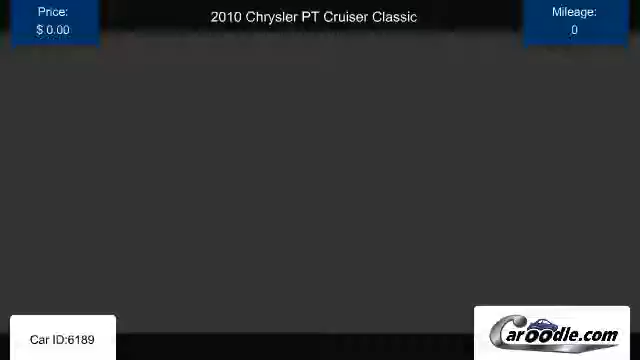 Price:
$ 0.00
2010 Chrysler PT Cruiser Classic
Mileage:
0
Car ID:6189
Caroodle.com